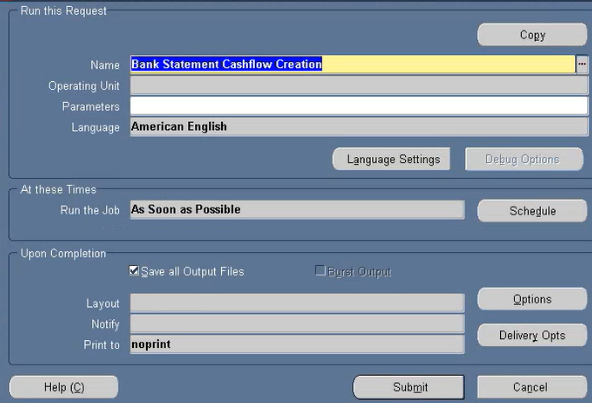 Run this Request
Copy
Name Bank Statement Cashflow Creation ...
Operating Unit
Parameters
Language American English
Language Settings Debug Options
At these Times
Run the Job As Soon as Possible Schedule
Upon Completion
Save all Output Files Burst Output
Layout Options
Notify
Print to noprint Delivery Opts
Help (C) Submit Cancel